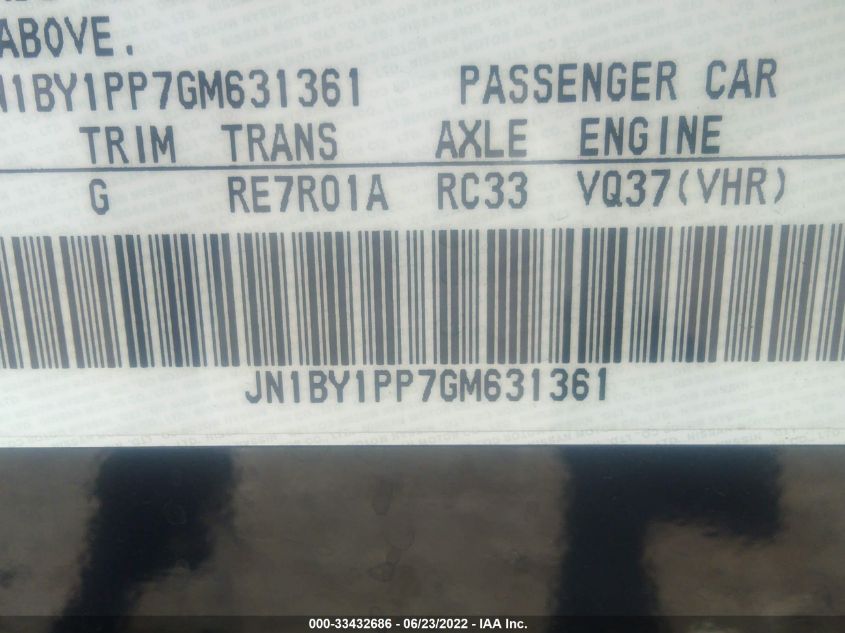 ABOVE.
N1BY1PP7GM631361 PASSENGER CAR
TRIM TRANS AXLE ENGINE
G RE7R01A RC33 VQ37(VHR)
JN1BY1PP7GM631361
000-33432686 - 06/23/2022 - IAA Inc.